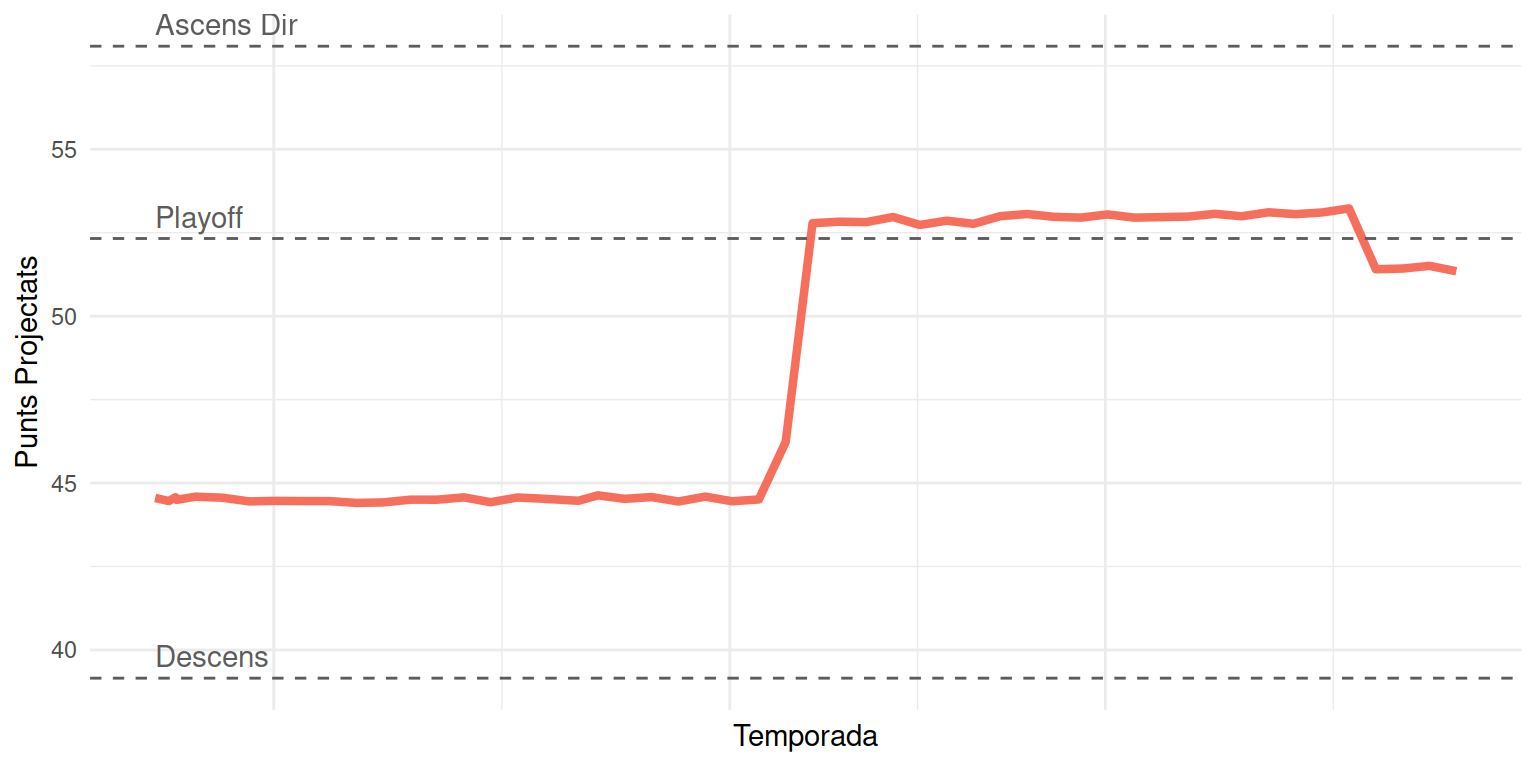 Ascens Dir
55
Playoff
50
45
40
Descens
Punts Projectats
Temporada